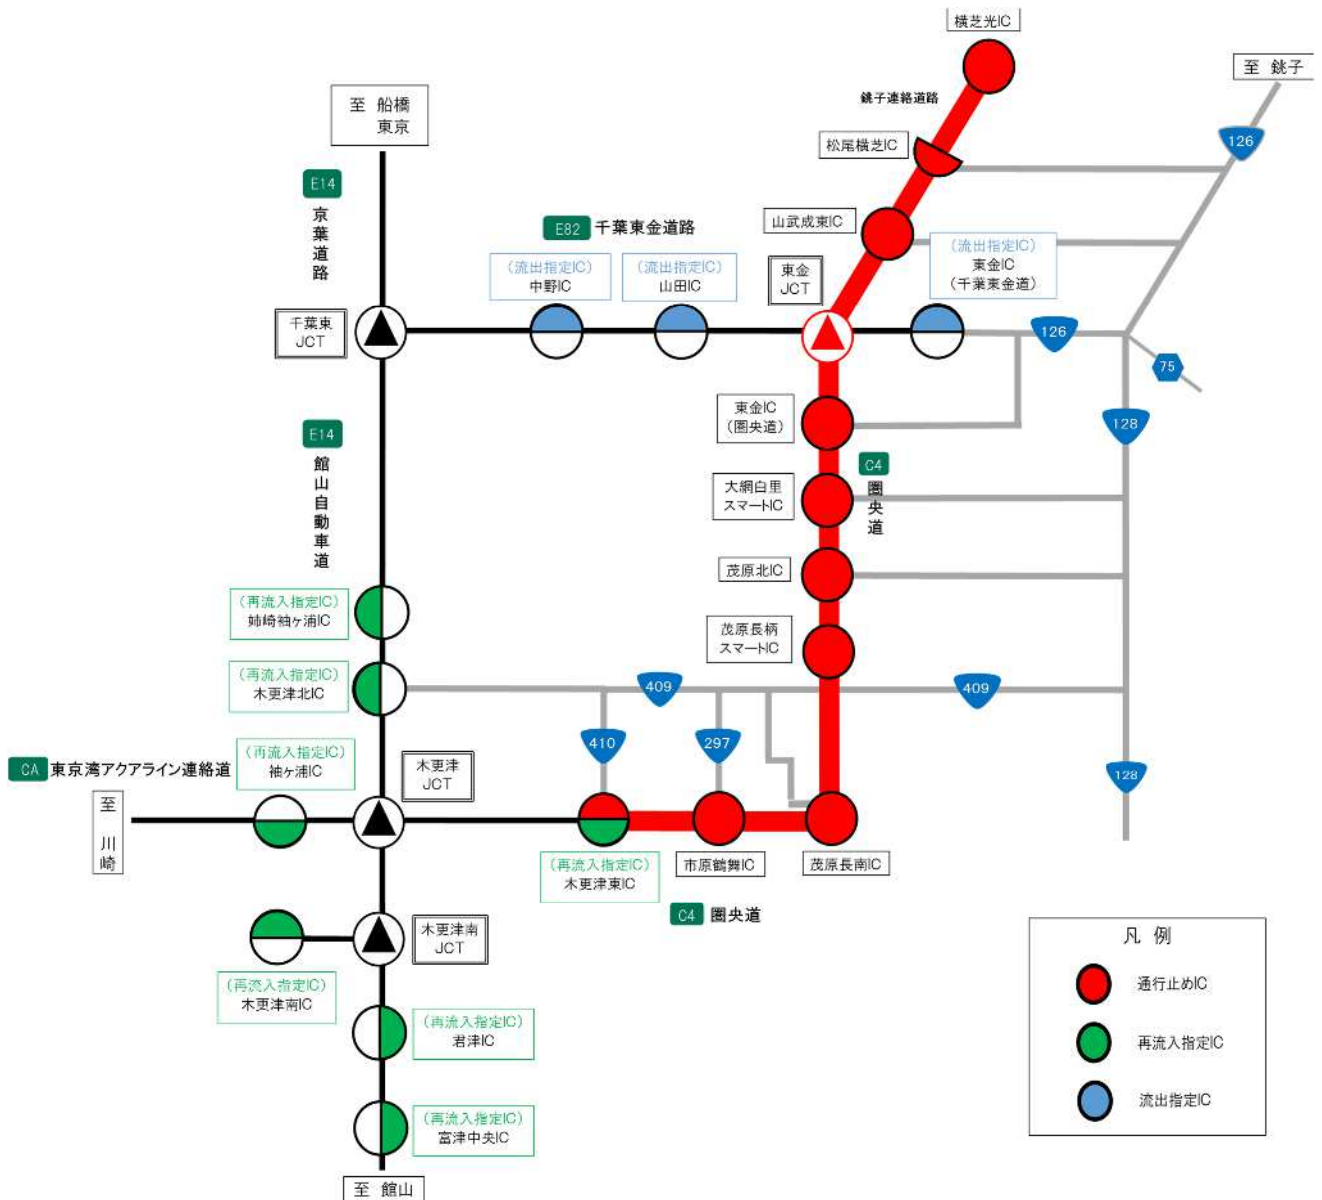 横芝光IC
至 銚子
銚子連絡道路
至 船橋
東京
126
松尾横芝IC
E14
京葉道路
山武成東IC
E82 千葉東金道路
(流出指定IC)
中野IC
(流出指定IC)
山田IC
東金
JCT
(流出指定IC)
東金IC
(千葉東金道)
千葉東
JCT
126
75
東金IC
(圏央道)
128
E14
館山自動車道
C4
圏央道
大網白里
スマートIC
茂原北IC
(再流入指定IC)
姉崎袖ヶ浦IC
茂原長柄
スマートIC
(再流入指定IC)
木更津北IC
409
409
410
297
(再流入指定IC)
袖ヶ浦IC
CA 東京湾アクアライン連絡道
木更津
JCT
128
至 川崎
(再流入指定IC)
木更津東IC
市原鶴舞IC
茂原長南IC
C4 圏央道
木更津南
JCT
(再流入指定IC)
木更津南IC
(再流入指定IC)
君津IC
(再流入指定IC)
富津中央IC
至 館山
凡 例
通行止めIC
再流入指定IC
流出指定IC